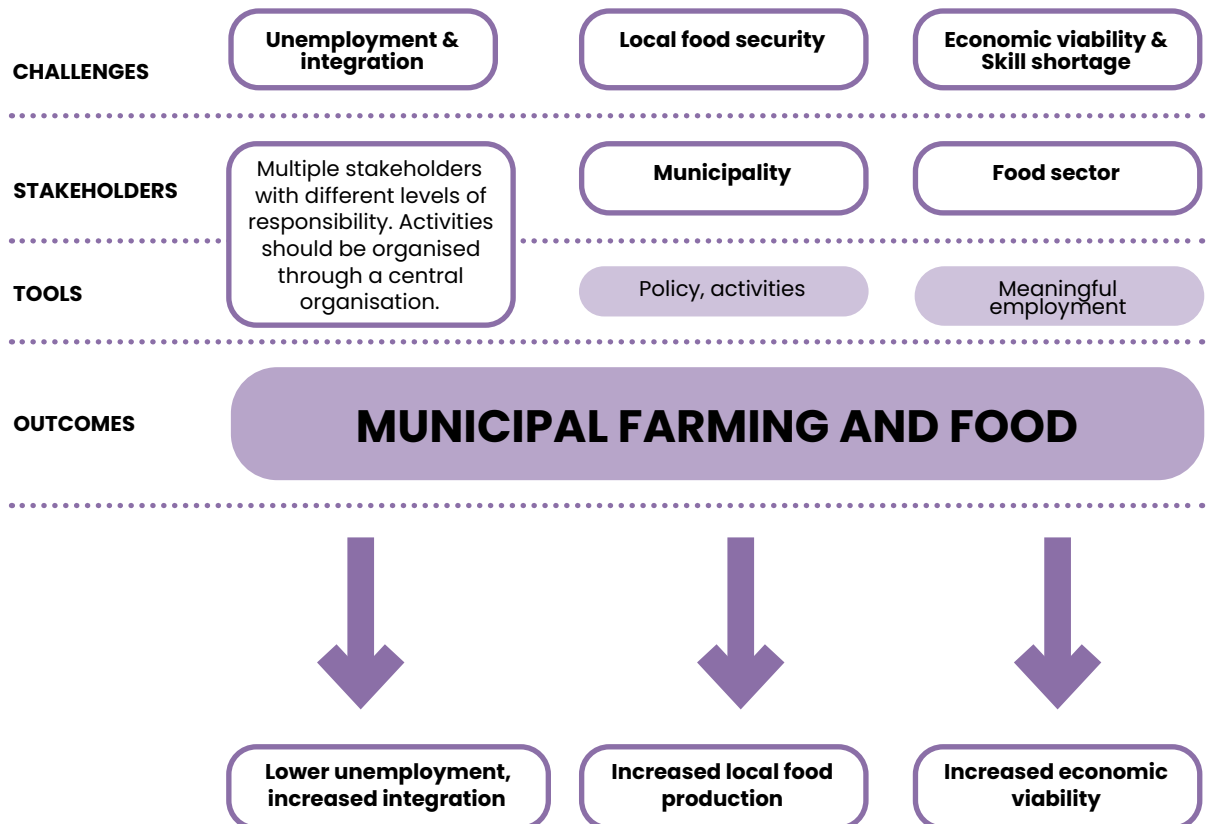 CHALLENGES
Unemployment &
integration
Local food security
Economic viability &
Skill shortage
STAKEHOLDERS
Multiple stakeholders
with different levels of
responsibility. Activities
should be organised
through a central
organisation.
Municipality
Food sector
TOOLS
Policy, activities
Meaningful
employment
OUTCOMES
MUNICIPAL FARMING AND FOOD
Lower unemployment,
increased integration
Increased local food
production
Increased economic
viability